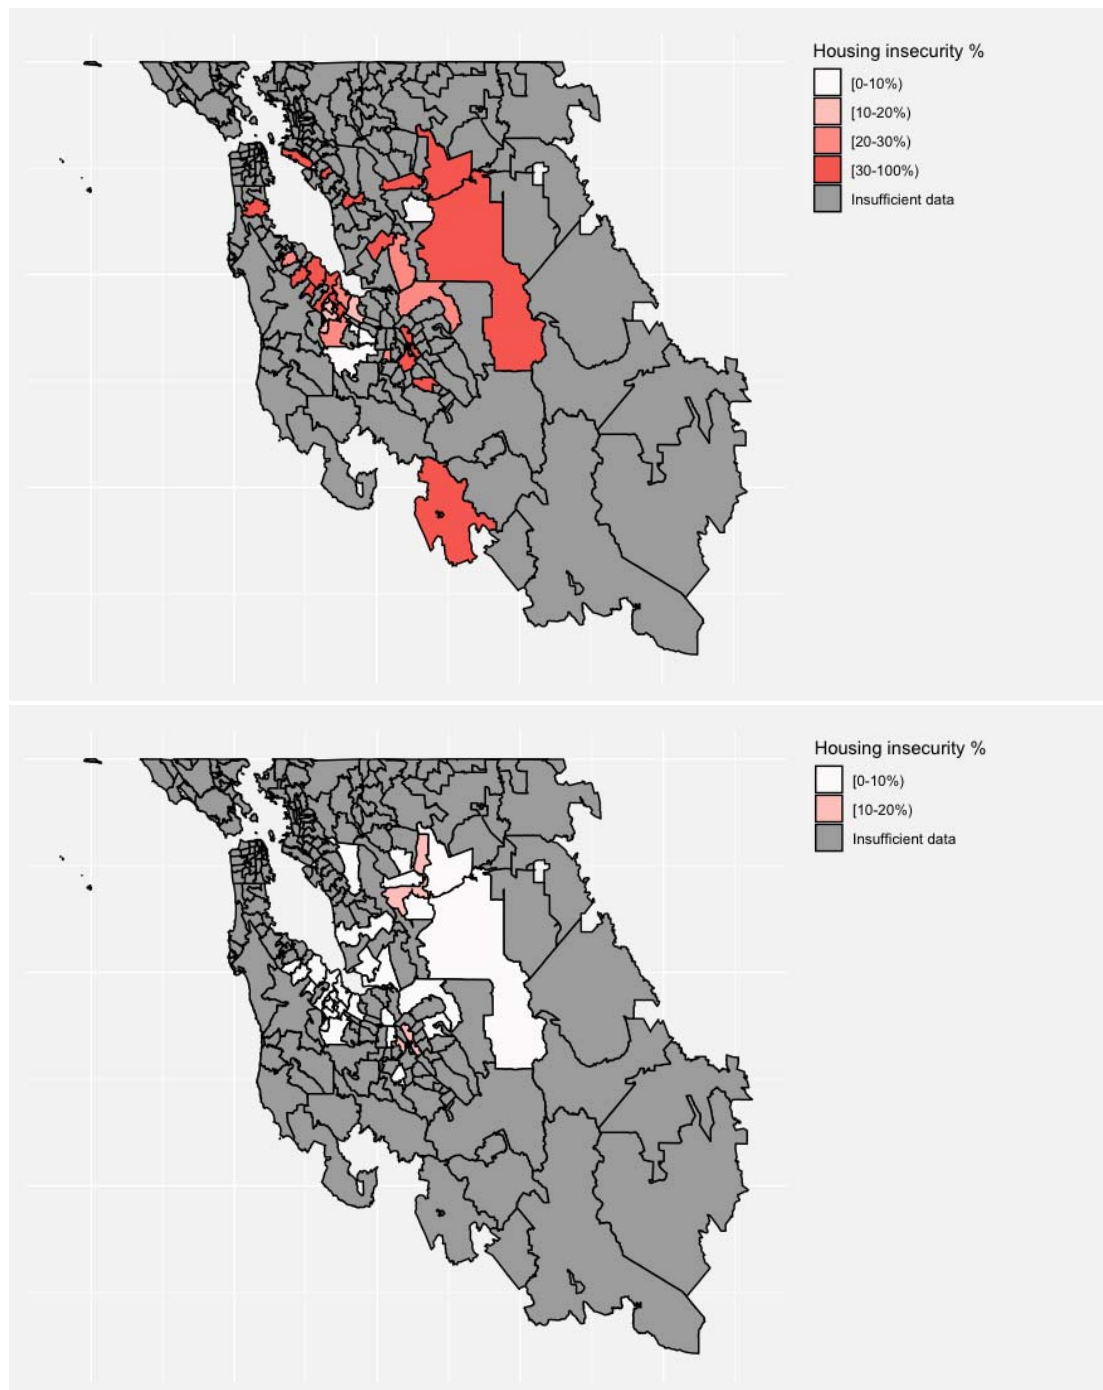 Housing insecurity %
[0-10%)
[10-20%)
[20-30%)
[30-100%)
Insufficient data
Housing insecurity %
[0-10%)
[10-20%)
Insufficient data